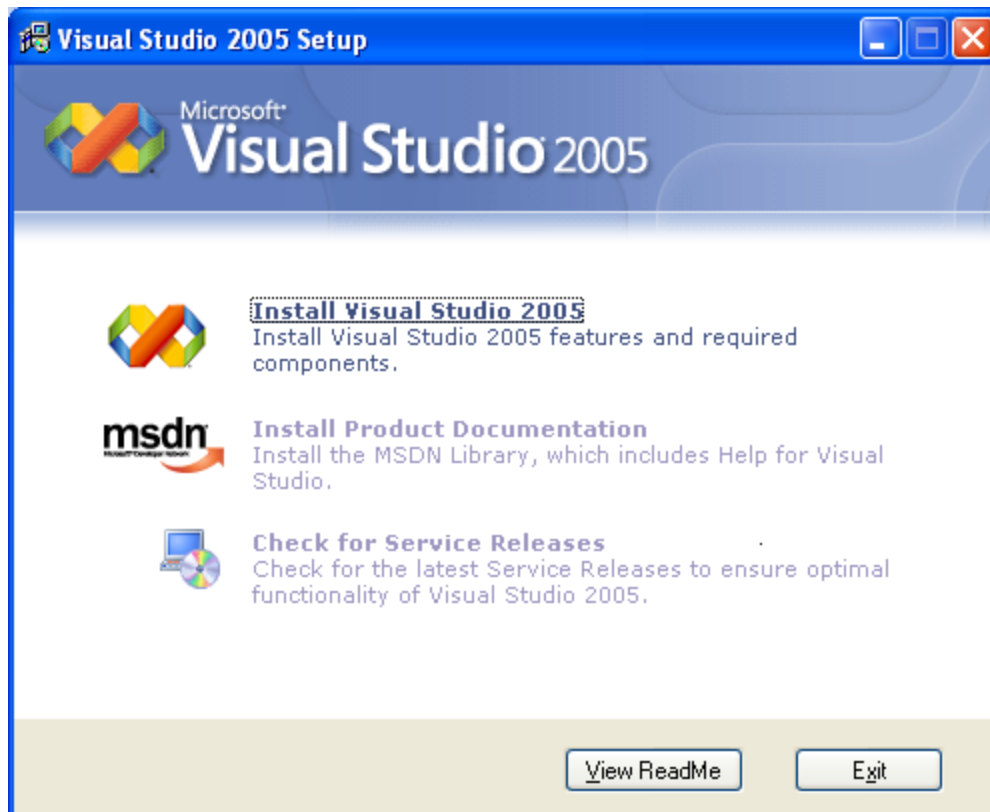 Visual Studio 2005 Setup
Microsoft
Visual Studio 2005
Install Visual Studio 2005
Install Visual Studio 2005 features and required
components.
msdn
Install Product Documentation
Install the MSDN Library, which includes Help for Visual
Studio.
Check for Service Releases
Check for the latest Service Releases to ensure optimal
functionality of Visual Studio 2005.
View ReadMe
Exit